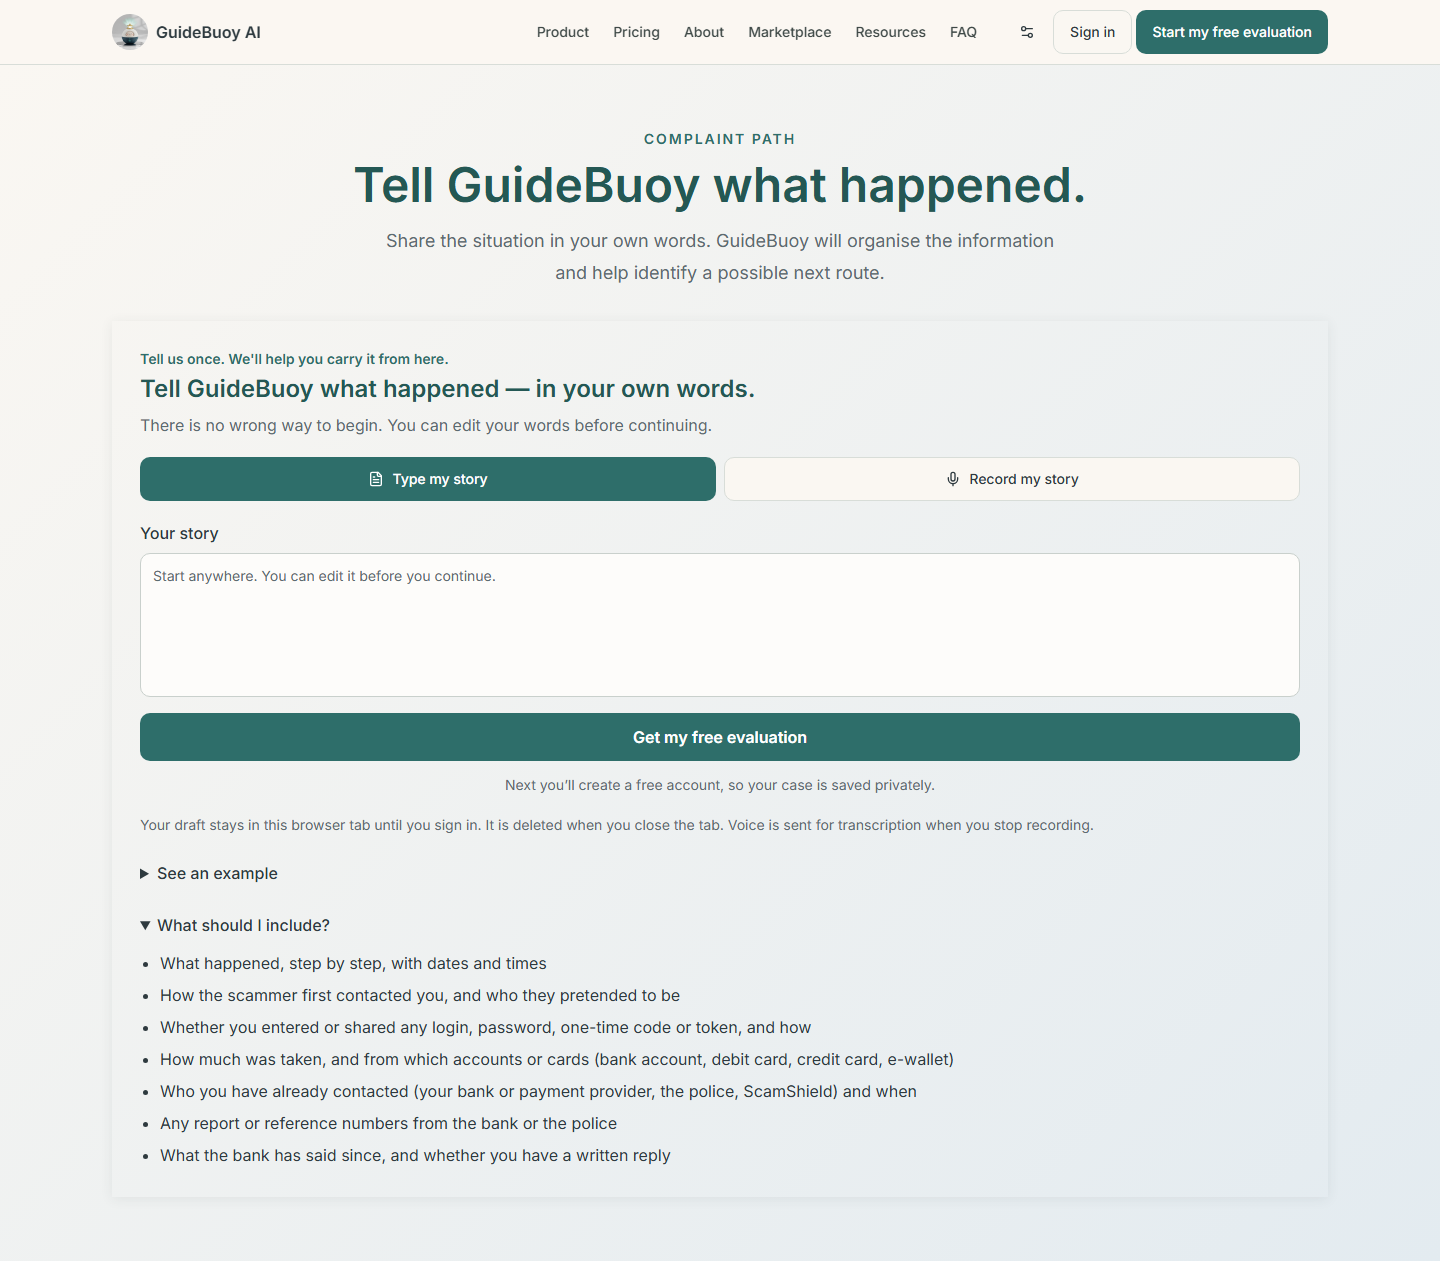 GuideBuoy AI
Product
Pricing
About
Marketplace
Resources
FAQ
Sign in
Start my free evaluation
COMPLAINT PATH
Tell GuideBuoy what happened.
Share the situation in your own words. GuideBuoy will organise the information
and help identify a possible next route.
Tell us once. We'll help you carry it from here.
Tell GuideBuoy what happened — in your own words.
There is no wrong way to begin. You can edit your words before continuing.
Type my story
Record my story
Your story
Start anywhere. You can edit it before you continue.
Get my free evaluation
Next you’ll create a free account, so your case is saved privately.
Your draft stays in this browser tab until you sign in. It is deleted when you close the tab. Voice is sent for transcription when you stop recording.
See an example
What should I include?
What happened, step by step, with dates and times
How the scammer first contacted you, and who they pretended to be
Whether you entered or shared any login, password, one-time code or token, and how
How much was taken, and from which accounts or cards (bank account, debit card, credit card, e-wallet)
Who you have already contacted (your bank or payment provider, the police, ScamShield) and when
Any report or reference numbers from the bank or the police
What the bank has said since, and whether you have a written reply